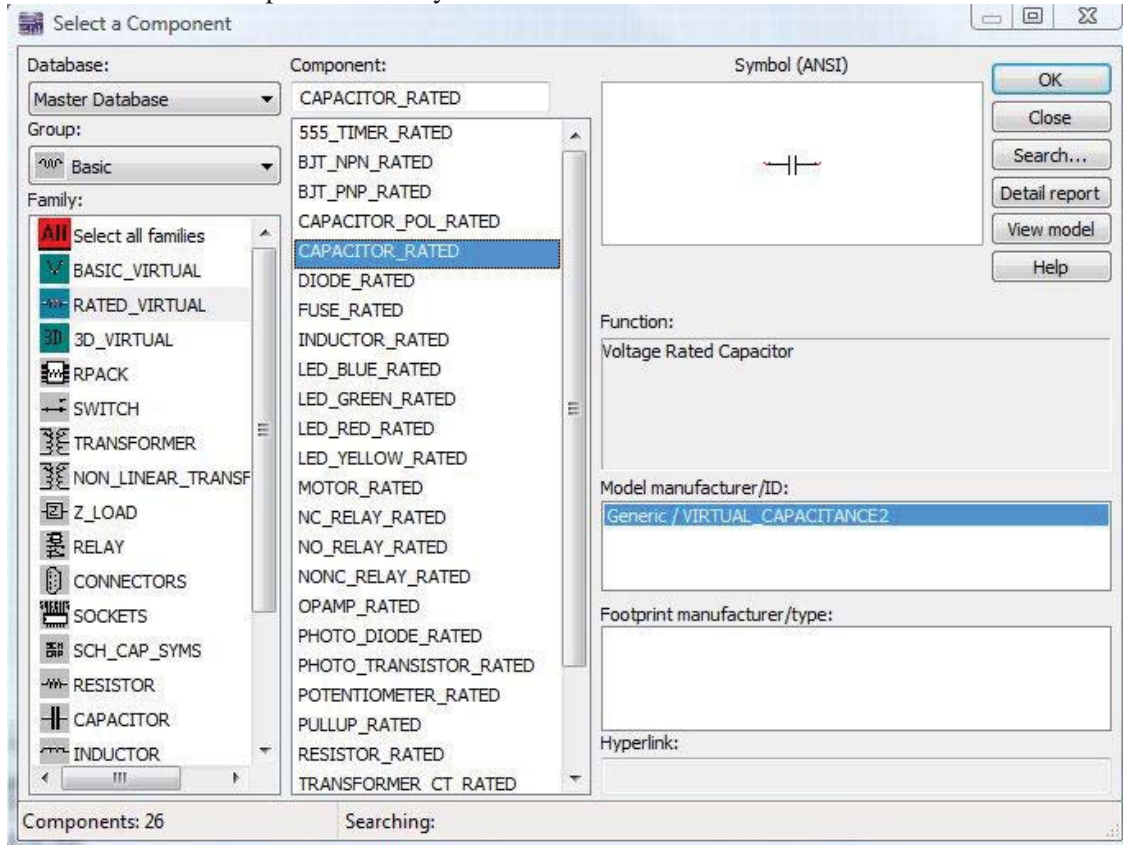 Select a Component
Database:
Master Database
Group:
Basic
Family:
All Select all families
BASIC_VIRTUAL
RATED_VIRTUAL
3D 3D_VIRTUAL
RPACK
SWITCH
TRANSFORMER
NON_LINEAR_TRANSF
Z_LOAD
RELAY
CONNECTORS
SOCKETS
SCH_CAP_SYMS
RESISTOR
CAPACITOR
INDUCTOR
Component:
CAPACITOR_RATED
555_TIMER_RATED
BJT_NPN_RATED
BJT_PNP_RATED
CAPACITOR_POL_RATED
CAPACITOR_RATED
DIODE_RATED
FUSE_RATED
INDUCTOR_RATED
LED_BLUE_RATED
LED_GREEN_RATED
LED_RED_RATED
LED_YELLOW_RATED
MOTOR_RATED
NC_RELAY_RATED
NO_RELAY_RATED
NONC_RELAY_RATED
OPAMP_RATED
PHOTO_DIODE_RATED
PHOTO_TRANSISTOR_RATED
POTENTIOMETER_RATED
PULLUP_RATED
RESISTOR_RATED
TRANSFORMER_CT_RATED
Symbol (ANSI)
Function:
Voltage Rated Capacitor
Model manufacturer/ID:
Generic / VIRTUAL_CAPACITANCE2
Footprint manufacturer/type:
Hyperlink:
OK
Close
Search...
Detail report
View model
Help
Components: 26
Searching: